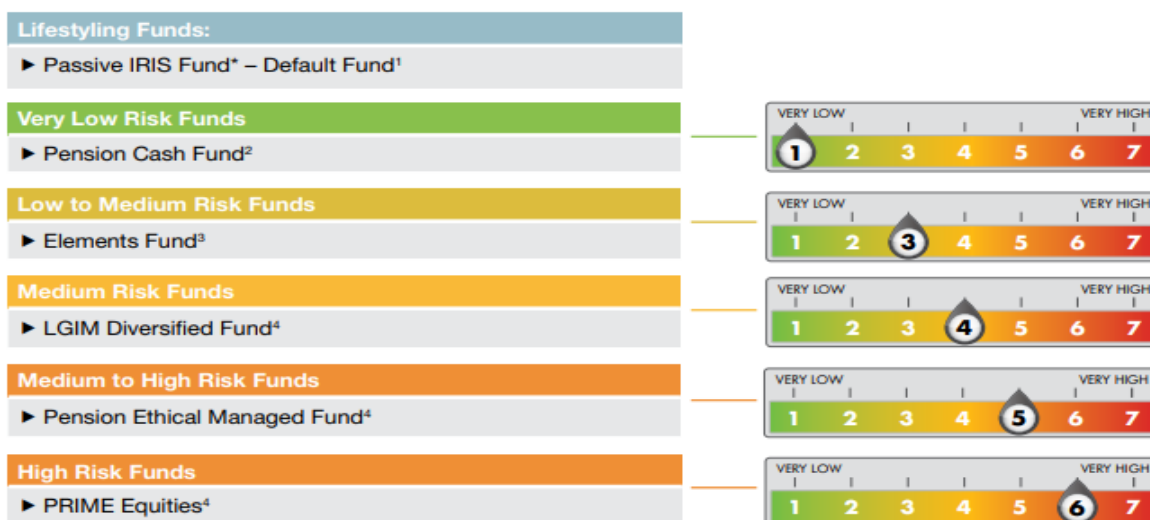 Lifestyling Funds:
► Passive IRIS Fund* – Default Fund¹
Very Low Risk Funds
VERY LOW VERY HIGH
► Pension Cash Fund²
1 2 3 4 5 6 7
Low to Medium Risk Funds
VERY LOW VERY HIGH
► Elements Fund³
1 2 3 4 5 6 7
Medium Risk Funds
VERY LOW VERY HIGH
► LGIM Diversified Fund⁴
1 2 3 4 5 6 7
Medium to High Risk Funds
VERY LOW VERY HIGH
► Pension Ethical Managed Fund⁴
1 2 3 4 5 6 7
High Risk Funds
VERY LOW VERY HIGH
► PRIME Equities⁴
1 2 3 4 5 6 7